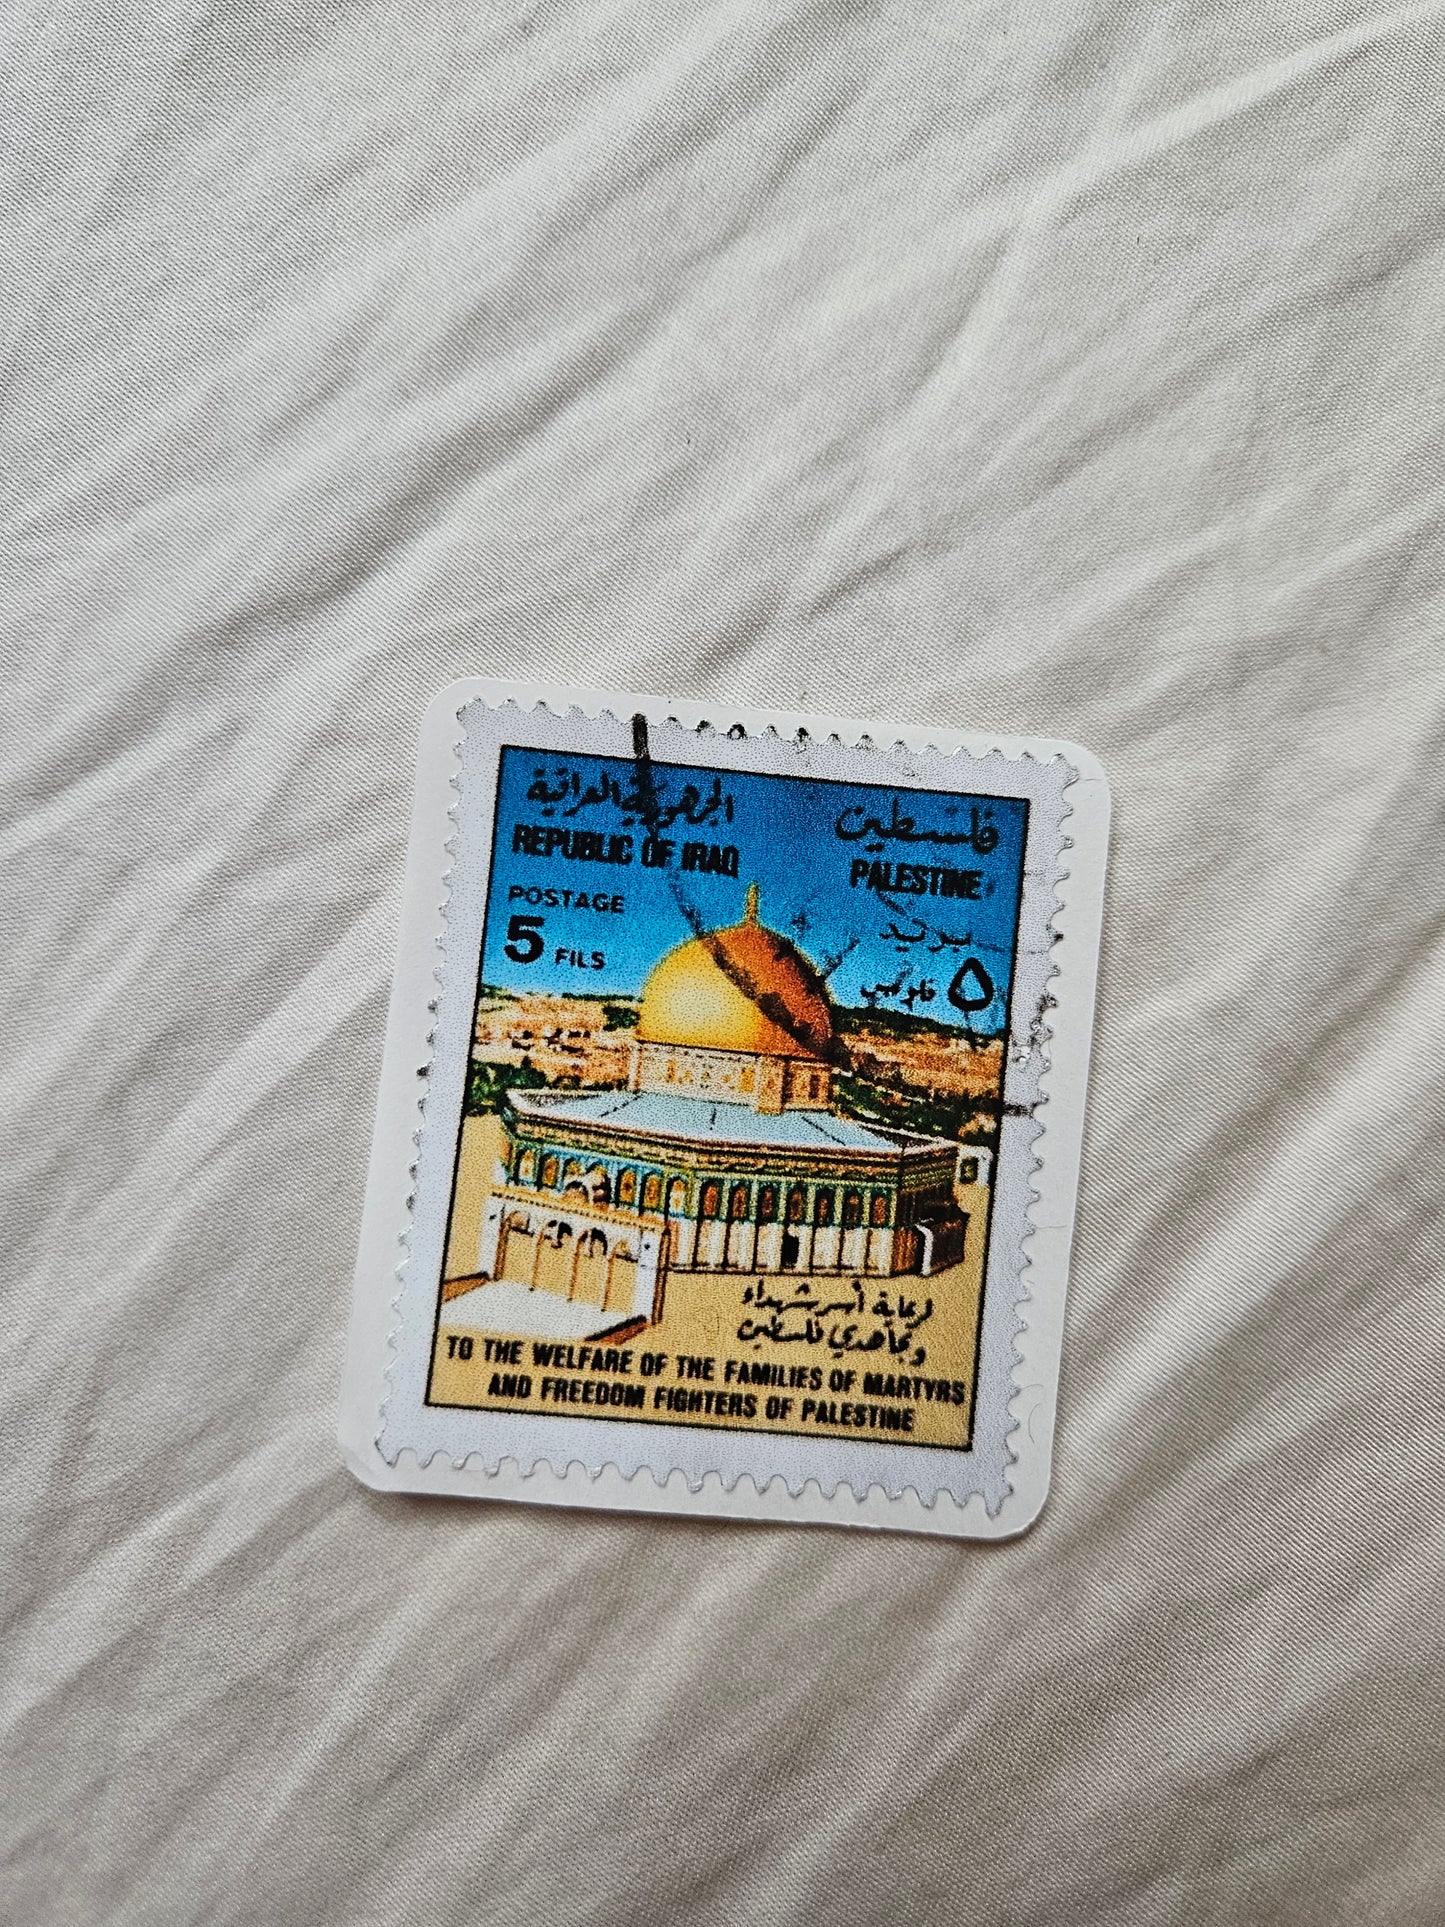 الجمهورية العراقية
فلسطين
REPUBLIC OF IRAQ
PALESTINE
POSTAGE
بريد
5 FILS
٥ فلوس
رعاية أسر شهداء
ومجاهدي فلسطين
TO THE WELFARE OF THE FAMILIES OF MARTYRS
AND FREEDOM FIGHTERS OF PALESTINE